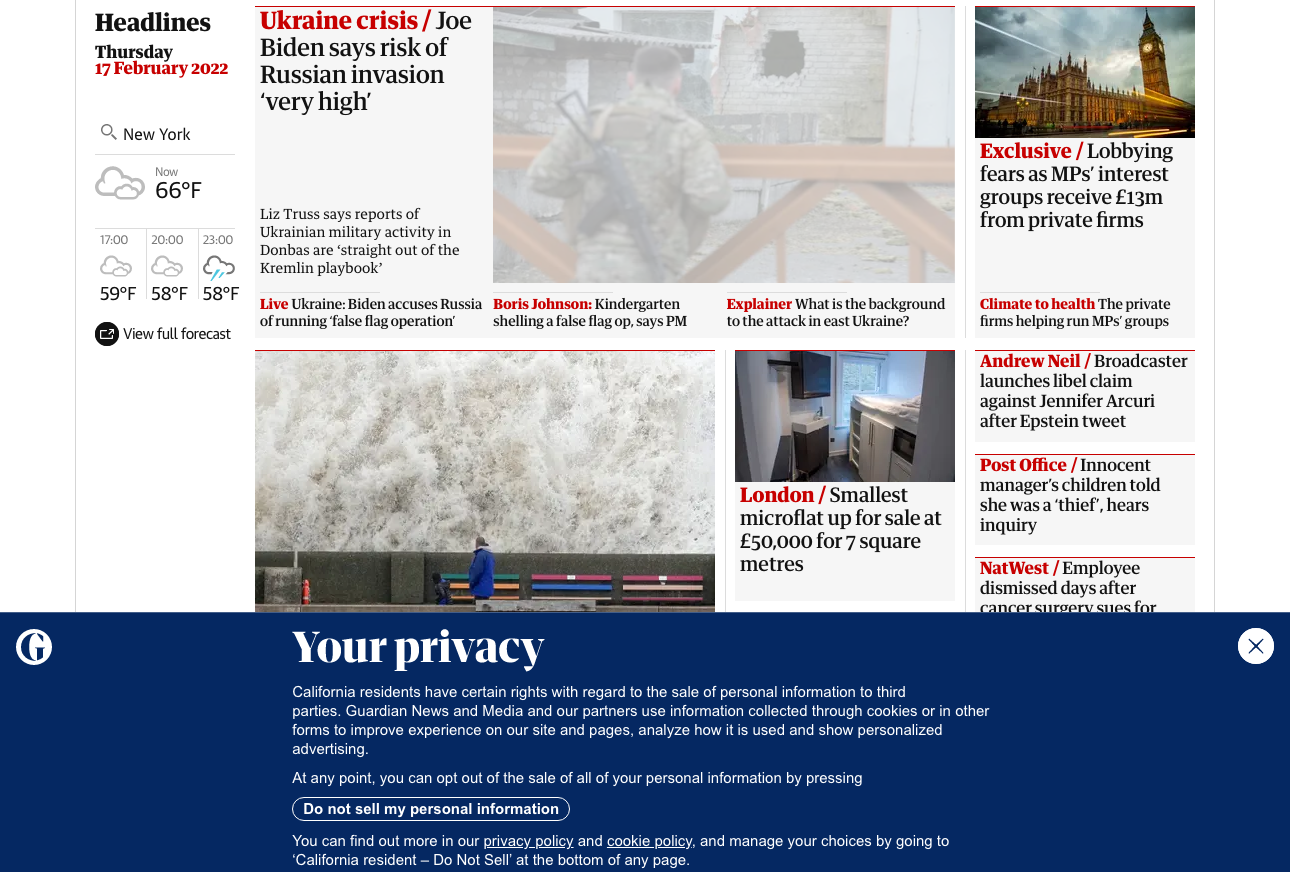 Headlines
Thursday
17 February 2022
New York
Now
66°F
17:00
20:00
23:00
59°F
58°F
58°F
View full forecast
Ukraine crisis / Joe
Biden says risk of
Russian invasion
‘very high’
Liz Truss says reports of
Ukrainian military activity in
Donbas are ‘straight out of the
Kremlin playbook’
Live Ukraine: Biden accuses Russia
of running ‘false flag operation’
Boris Johnson: Kindergarten
shelling a false flag op, says PM
Explainer What is the background
to the attack in east Ukraine?
Exclusive / Lobbying
fears as MPs’ interest
groups receive £13m
from private firms
Climate to health The private
firms helping run MPs’ groups
London / Smallest
microflat up for sale at
£50,000 for 7 square
metres
Andrew Neil / Broadcaster
launches libel claim
against Jennifer Arcuri
after Epstein tweet
Post Office / Innocent
manager’s children told
she was a ‘thief’, hears
inquiry
NatWest / Employee
dismissed days after
cancer surgery sues for
Your privacy
California residents have certain rights with regard to the sale of personal information to third
parties. Guardian News and Media and our partners use information collected through cookies or in other
forms to improve experience on our site and pages, analyze how it is used and show personalized
advertising.
At any point, you can opt out of the sale of all of your personal information by pressing
Do not sell my personal information
You can find out more in our privacy policy and cookie policy, and manage your choices by going to
‘California resident – Do Not Sell’ at the bottom of any page.